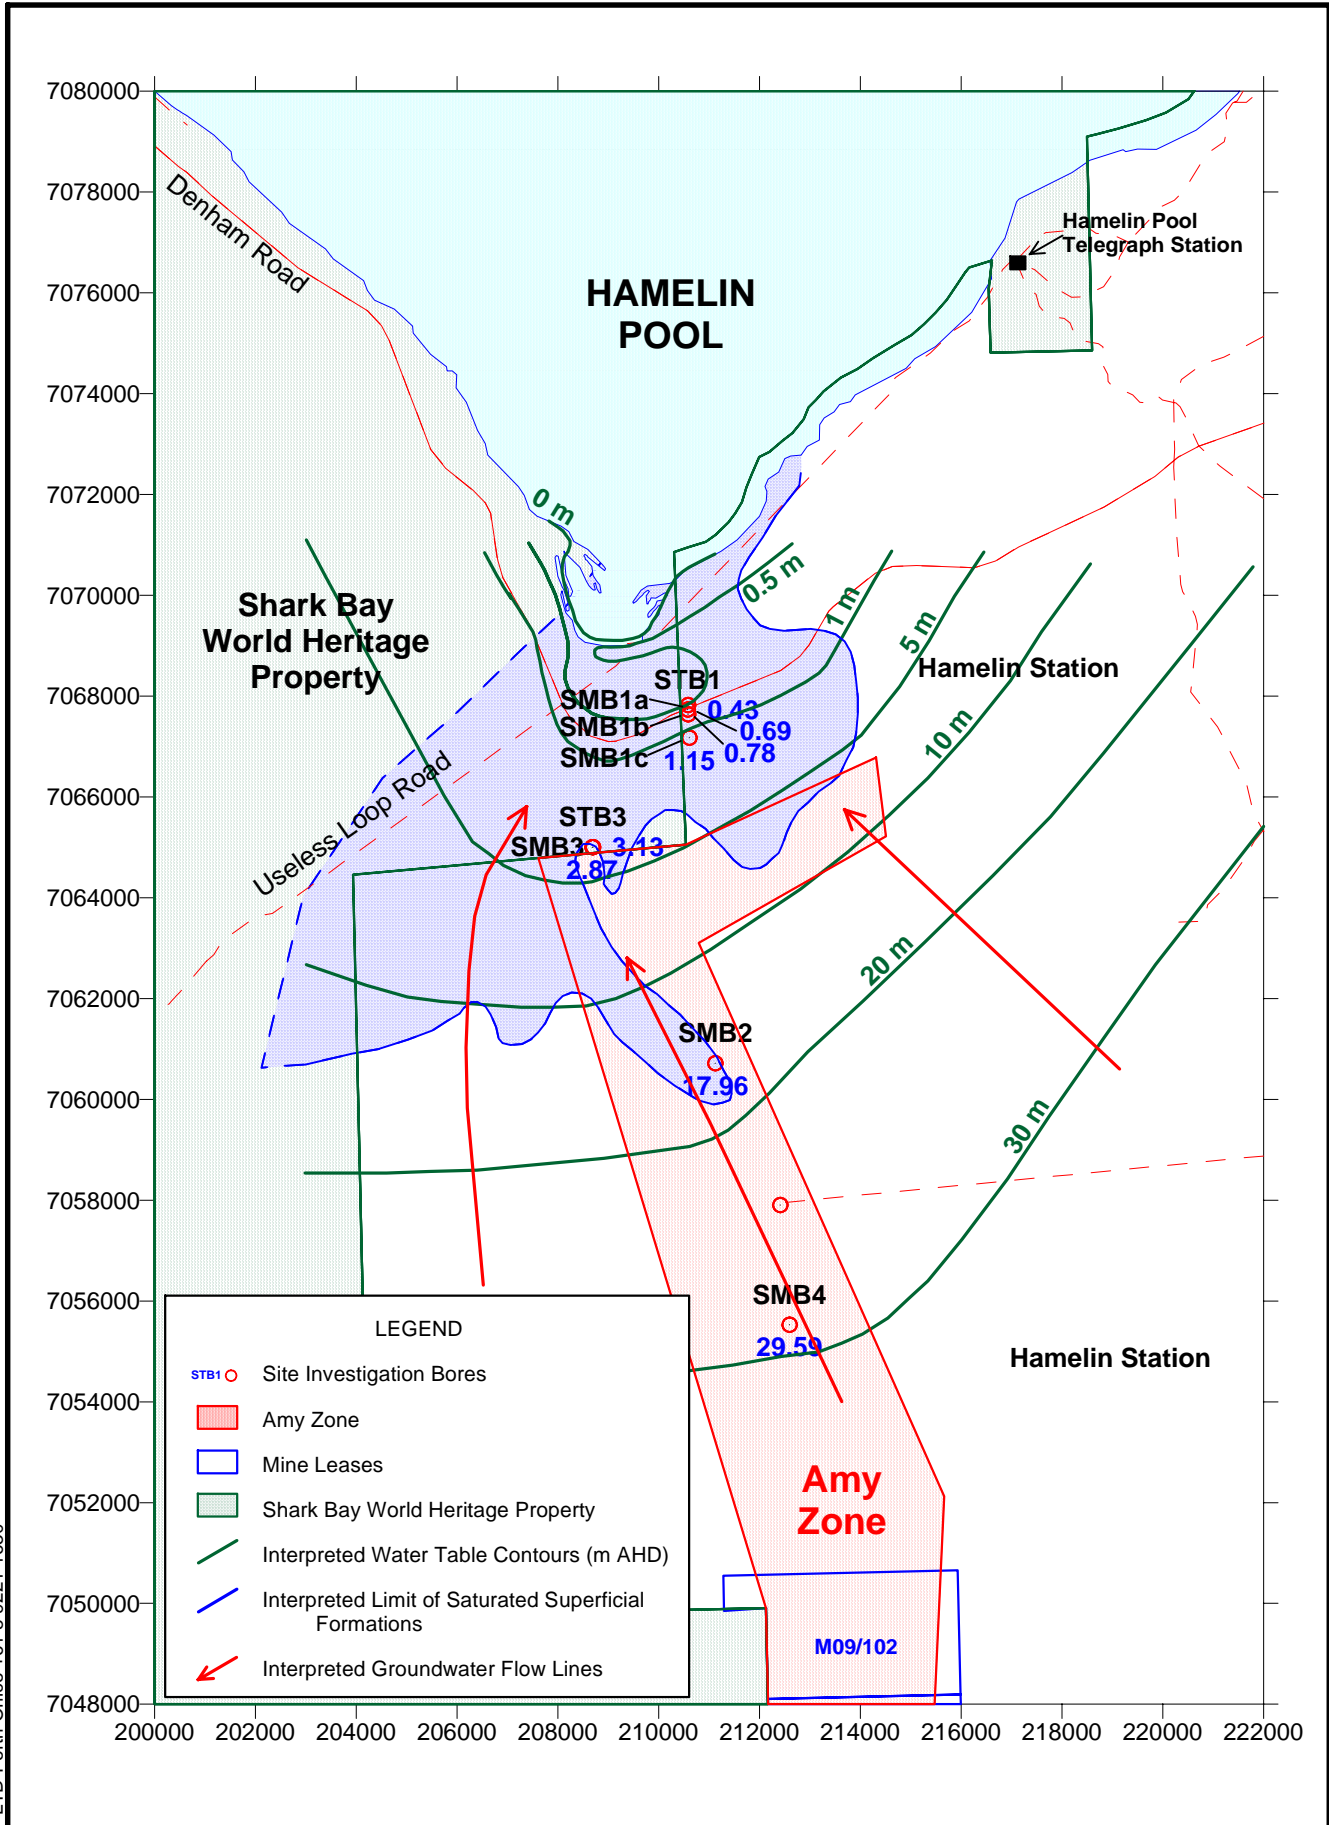 7080000
7078000
7076000
7074000
7072000
7070000
7068000
7066000
7064000
7062000
7060000
7058000
7056000
7054000
7052000
7050000
7048000
200000 202000 204000 206000 208000 210000 212000 214000 216000 218000 220000 222000
Denham Road
HAMELIN
POOL
Hamelin Pool
Telegraph Station
0 m
0.5 m
1 m
5 m
10 m
20 m
30 m
Shark Bay
World Heritage
Property
Hamelin Station
STB1
SMB1a
0.43
SMB1b
0.69
SMB1c
0.78
1.15
Useless Loop Road
STB3
SMB3
3.13
2.87
SMB2
17.96
SMB4
29.59
Hamelin Station
Amy
Zone
M09/102
LEGEND
STB1 Site Investigation Bores
Amy Zone
Mine Leases
Shark Bay World Heritage Property
Interpreted Water Table Contours (m AHD)
Interpreted Limit of Saturated Superficial
Formations
Interpreted Groundwater Flow Lines